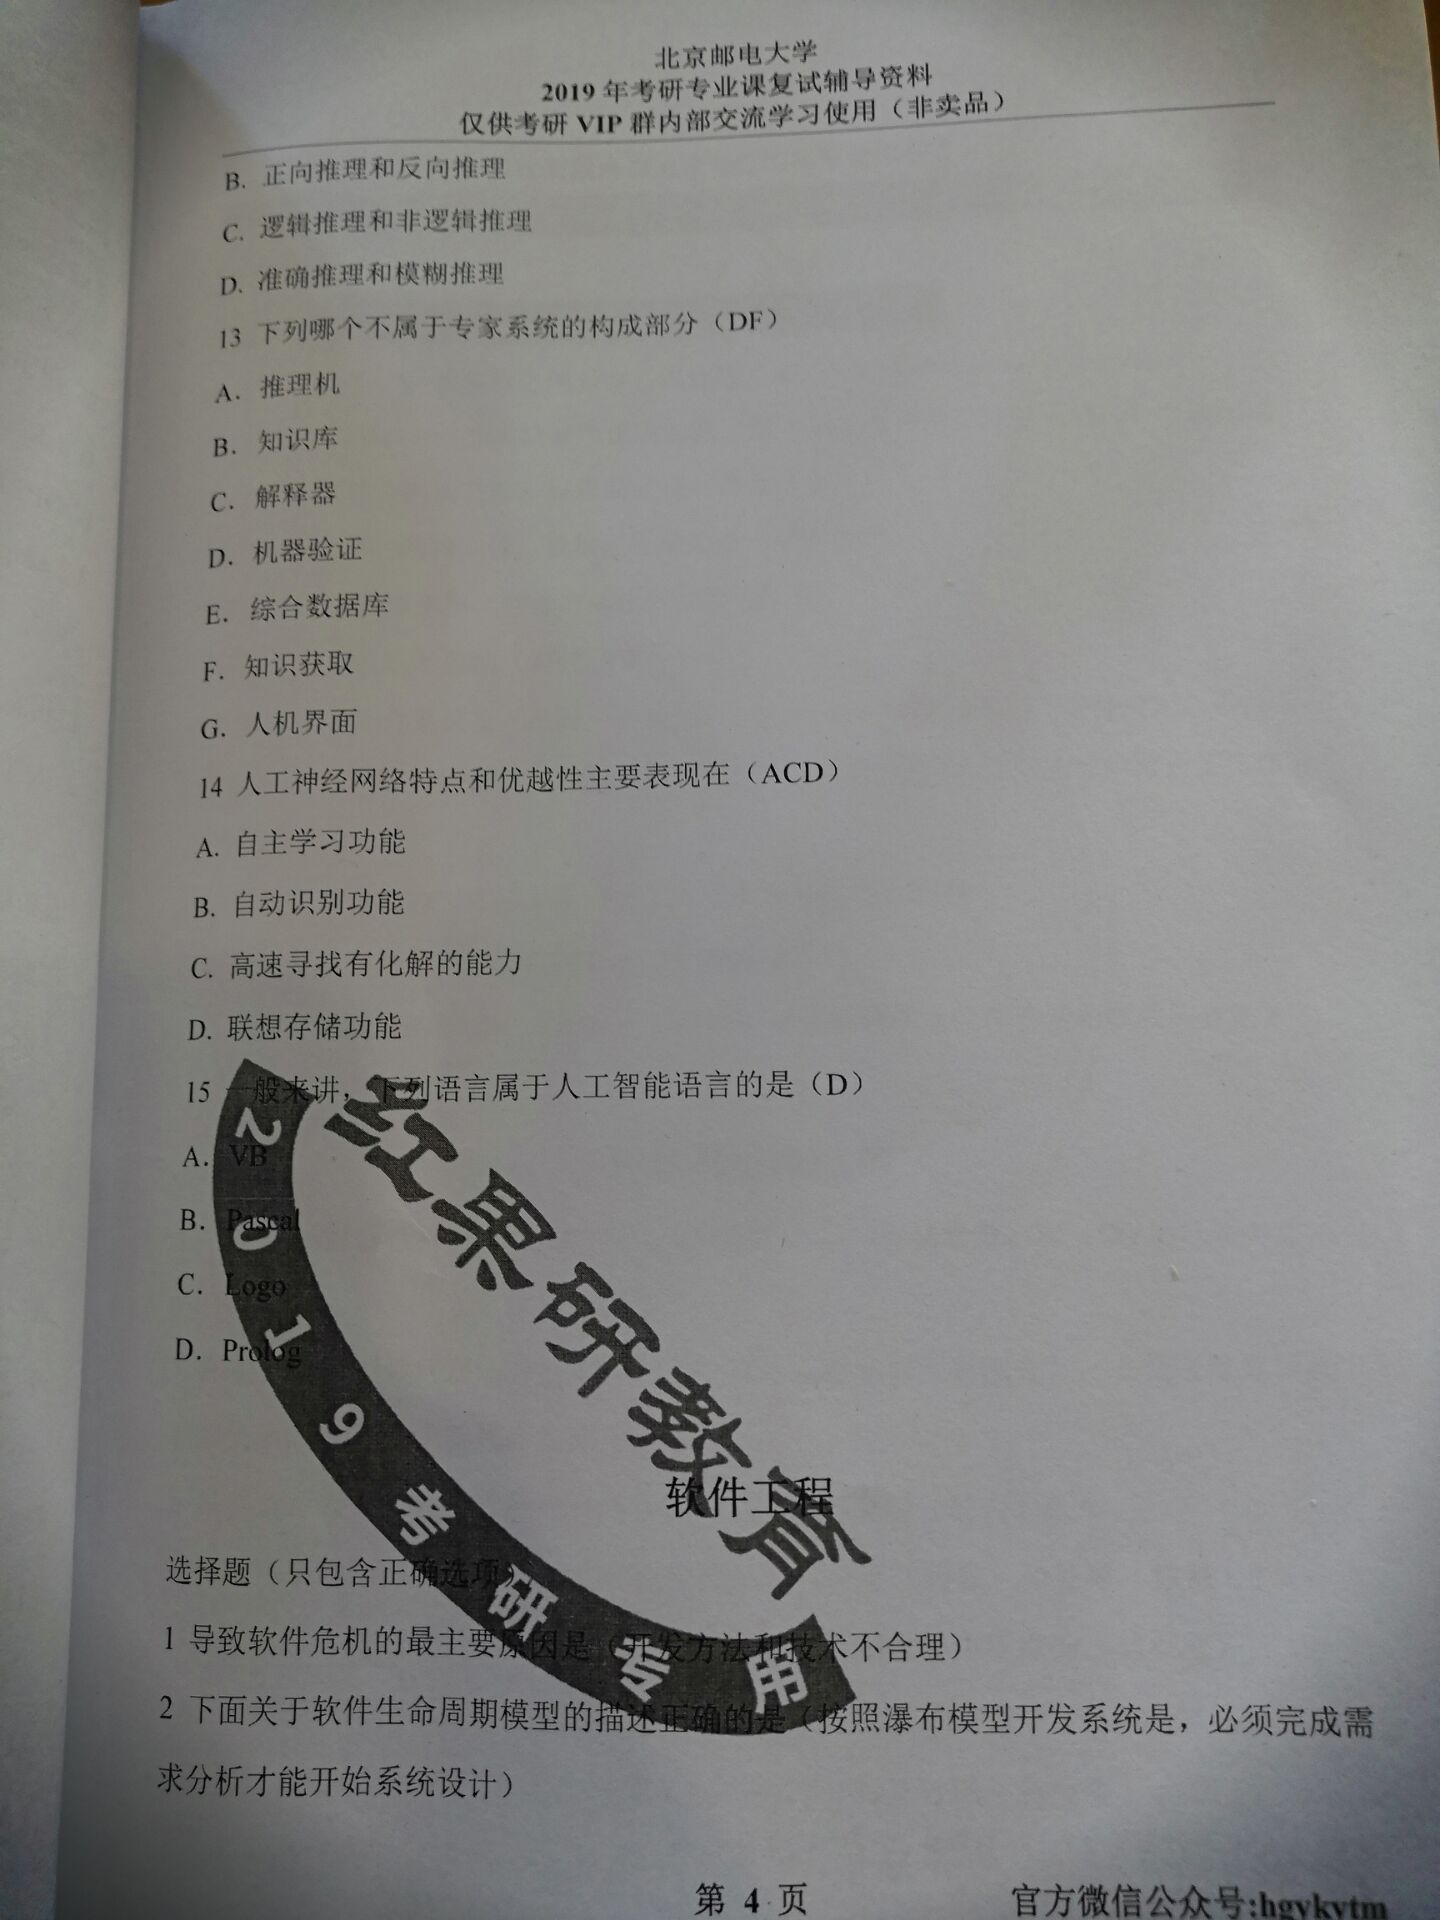 北京邮电大学
2019 年考研专业课复试辅导资料
仅供考研 VIP 群内部交流学习使用（非卖品）
B. 正向推理和反向推理
C. 逻辑推理和非逻辑推理
D. 准确推理和模糊推理
13 下列哪个不属于专家系统的构成部分（DF）
A. 推理机
B. 知识库
C. 解释器
D. 机器验证
E. 综合数据库
F. 知识获取
G. 人机界面
14 人工神经网络特点和优越性主要表现在（ACD）
A. 自主学习功能
B. 自动识别功能
C. 高速寻找有化解的能力
D. 联想存储功能
15 一般来讲，下列语言属于人工智能语言的是（D）
A. VB
B. Pascal
C. Logo
D. Prolog
红果研教育
2019考研专用
软件工程
选择题（只包含正确选项
1 导致软件危机的最主要原因是（开发方法和技术不合理）
2 下面关于软件生命周期模型的描述正确的是（按照瀑布模型开发系统是，必须完成需
求分析才能开始系统设计）
第 4 页
官方微信公众号:hgykytm